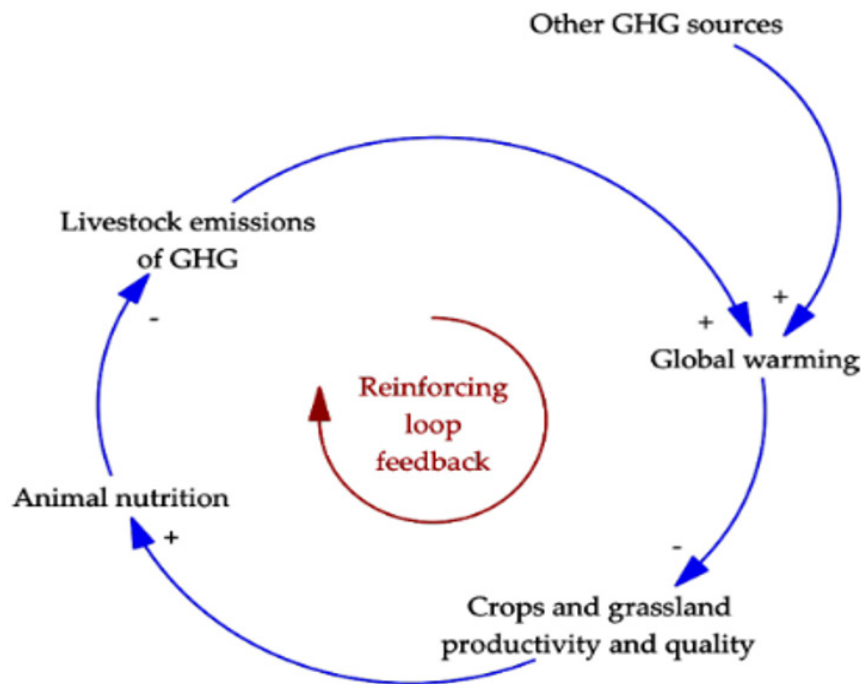 Other GHG sources
Livestock emissions
of GHG
-
+
+
Global warming
Reinforcing
loop
feedback
Animal nutrition
+
-
Crops and grassland
productivity and quality